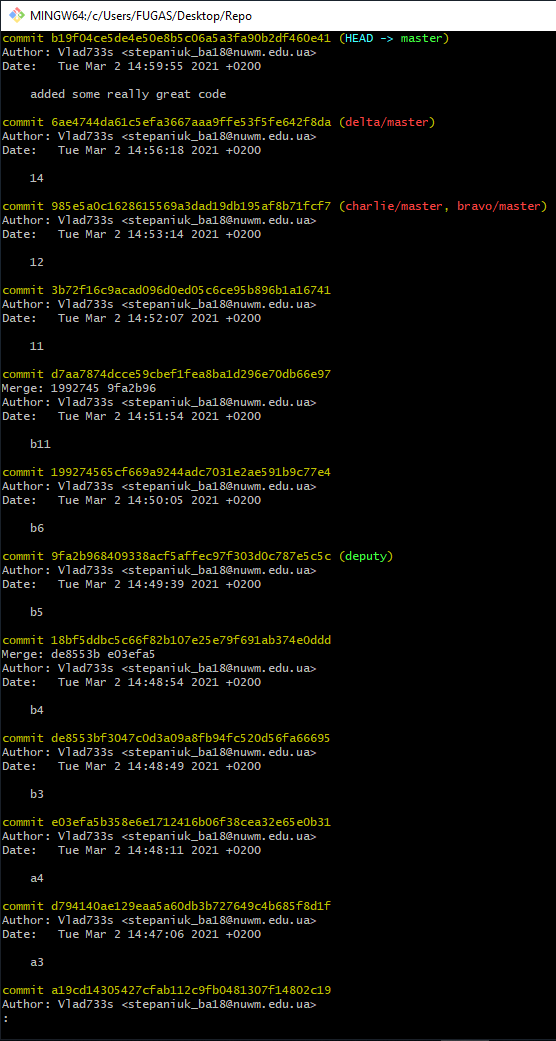 MINGW64:/c/Users/FUGAS/Desktop/Repo
commit b19f04ce5de4e50e8b5c06a5a3fa90b2df460e41 (HEAD -> master)
Author: Vlad733s <stepaniuk_ba18@nuwm.edu.ua>
Date:   Tue Mar 2 14:59:55 2021 +0200
added some really great code
commit 6ae4744da61c5efa3667aaa9ffe53f5fe642f8da (delta/master)
Author: Vlad733s <stepaniuk_ba18@nuwm.edu.ua>
Date:   Tue Mar 2 14:56:18 2021 +0200
14
commit 985e5a0c1628615569a3dad19db195af8b71fcf7 (charlie/master, bravo/master)
Author: Vlad733s <stepaniuk_ba18@nuwm.edu.ua>
Date:   Tue Mar 2 14:53:14 2021 +0200
12
commit 3b72f16c9acad096d0ed05c6ce95b896b1a16741
Author: Vlad733s <stepaniuk_ba18@nuwm.edu.ua>
Date:   Tue Mar 2 14:52:07 2021 +0200
11
commit d7aa7874dcce59cbef1fea8ba1d296e70db66e97
Merge: 1992745 9fa2b96
Author: Vlad733s <stepaniuk_ba18@nuwm.edu.ua>
Date:   Tue Mar 2 14:51:54 2021 +0200
b11
commit 199274565cf669a9244adc7031e2ae591b9c77e4
Author: Vlad733s <stepaniuk_ba18@nuwm.edu.ua>
Date:   Tue Mar 2 14:50:05 2021 +0200
b6
commit 9fa2b968409338acf5affec97f303d0c787e5c5c (deputy)
Author: Vlad733s <stepaniuk_ba18@nuwm.edu.ua>
Date:   Tue Mar 2 14:49:39 2021 +0200
b5
commit 18bf5ddbc5c66f82b107e25e79f691ab374e0ddd
Merge: de8553b e03efa5
Author: Vlad733s <stepaniuk_ba18@nuwm.edu.ua>
Date:   Tue Mar 2 14:48:54 2021 +0200
b4
commit de8553bf3047c0d3a09a8fb94fc520d56fa66695
Author: Vlad733s <stepaniuk_ba18@nuwm.edu.ua>
Date:   Tue Mar 2 14:48:49 2021 +0200
b3
commit e03efa5b358e6e1712416b06f38cea32e65e0b31
Author: Vlad733s <stepaniuk_ba18@nuwm.edu.ua>
Date:   Tue Mar 2 14:48:11 2021 +0200
a4
commit d794140ae129eaa5a60db3b727649c4b685f8d1f
Author: Vlad733s <stepaniuk_ba18@nuwm.edu.ua>
Date:   Tue Mar 2 14:47:06 2021 +0200
a3
commit a19cd14305427cfab112c9fb0481307f14802c19
Author: Vlad733s <stepaniuk_ba18@nuwm.edu.ua>
: